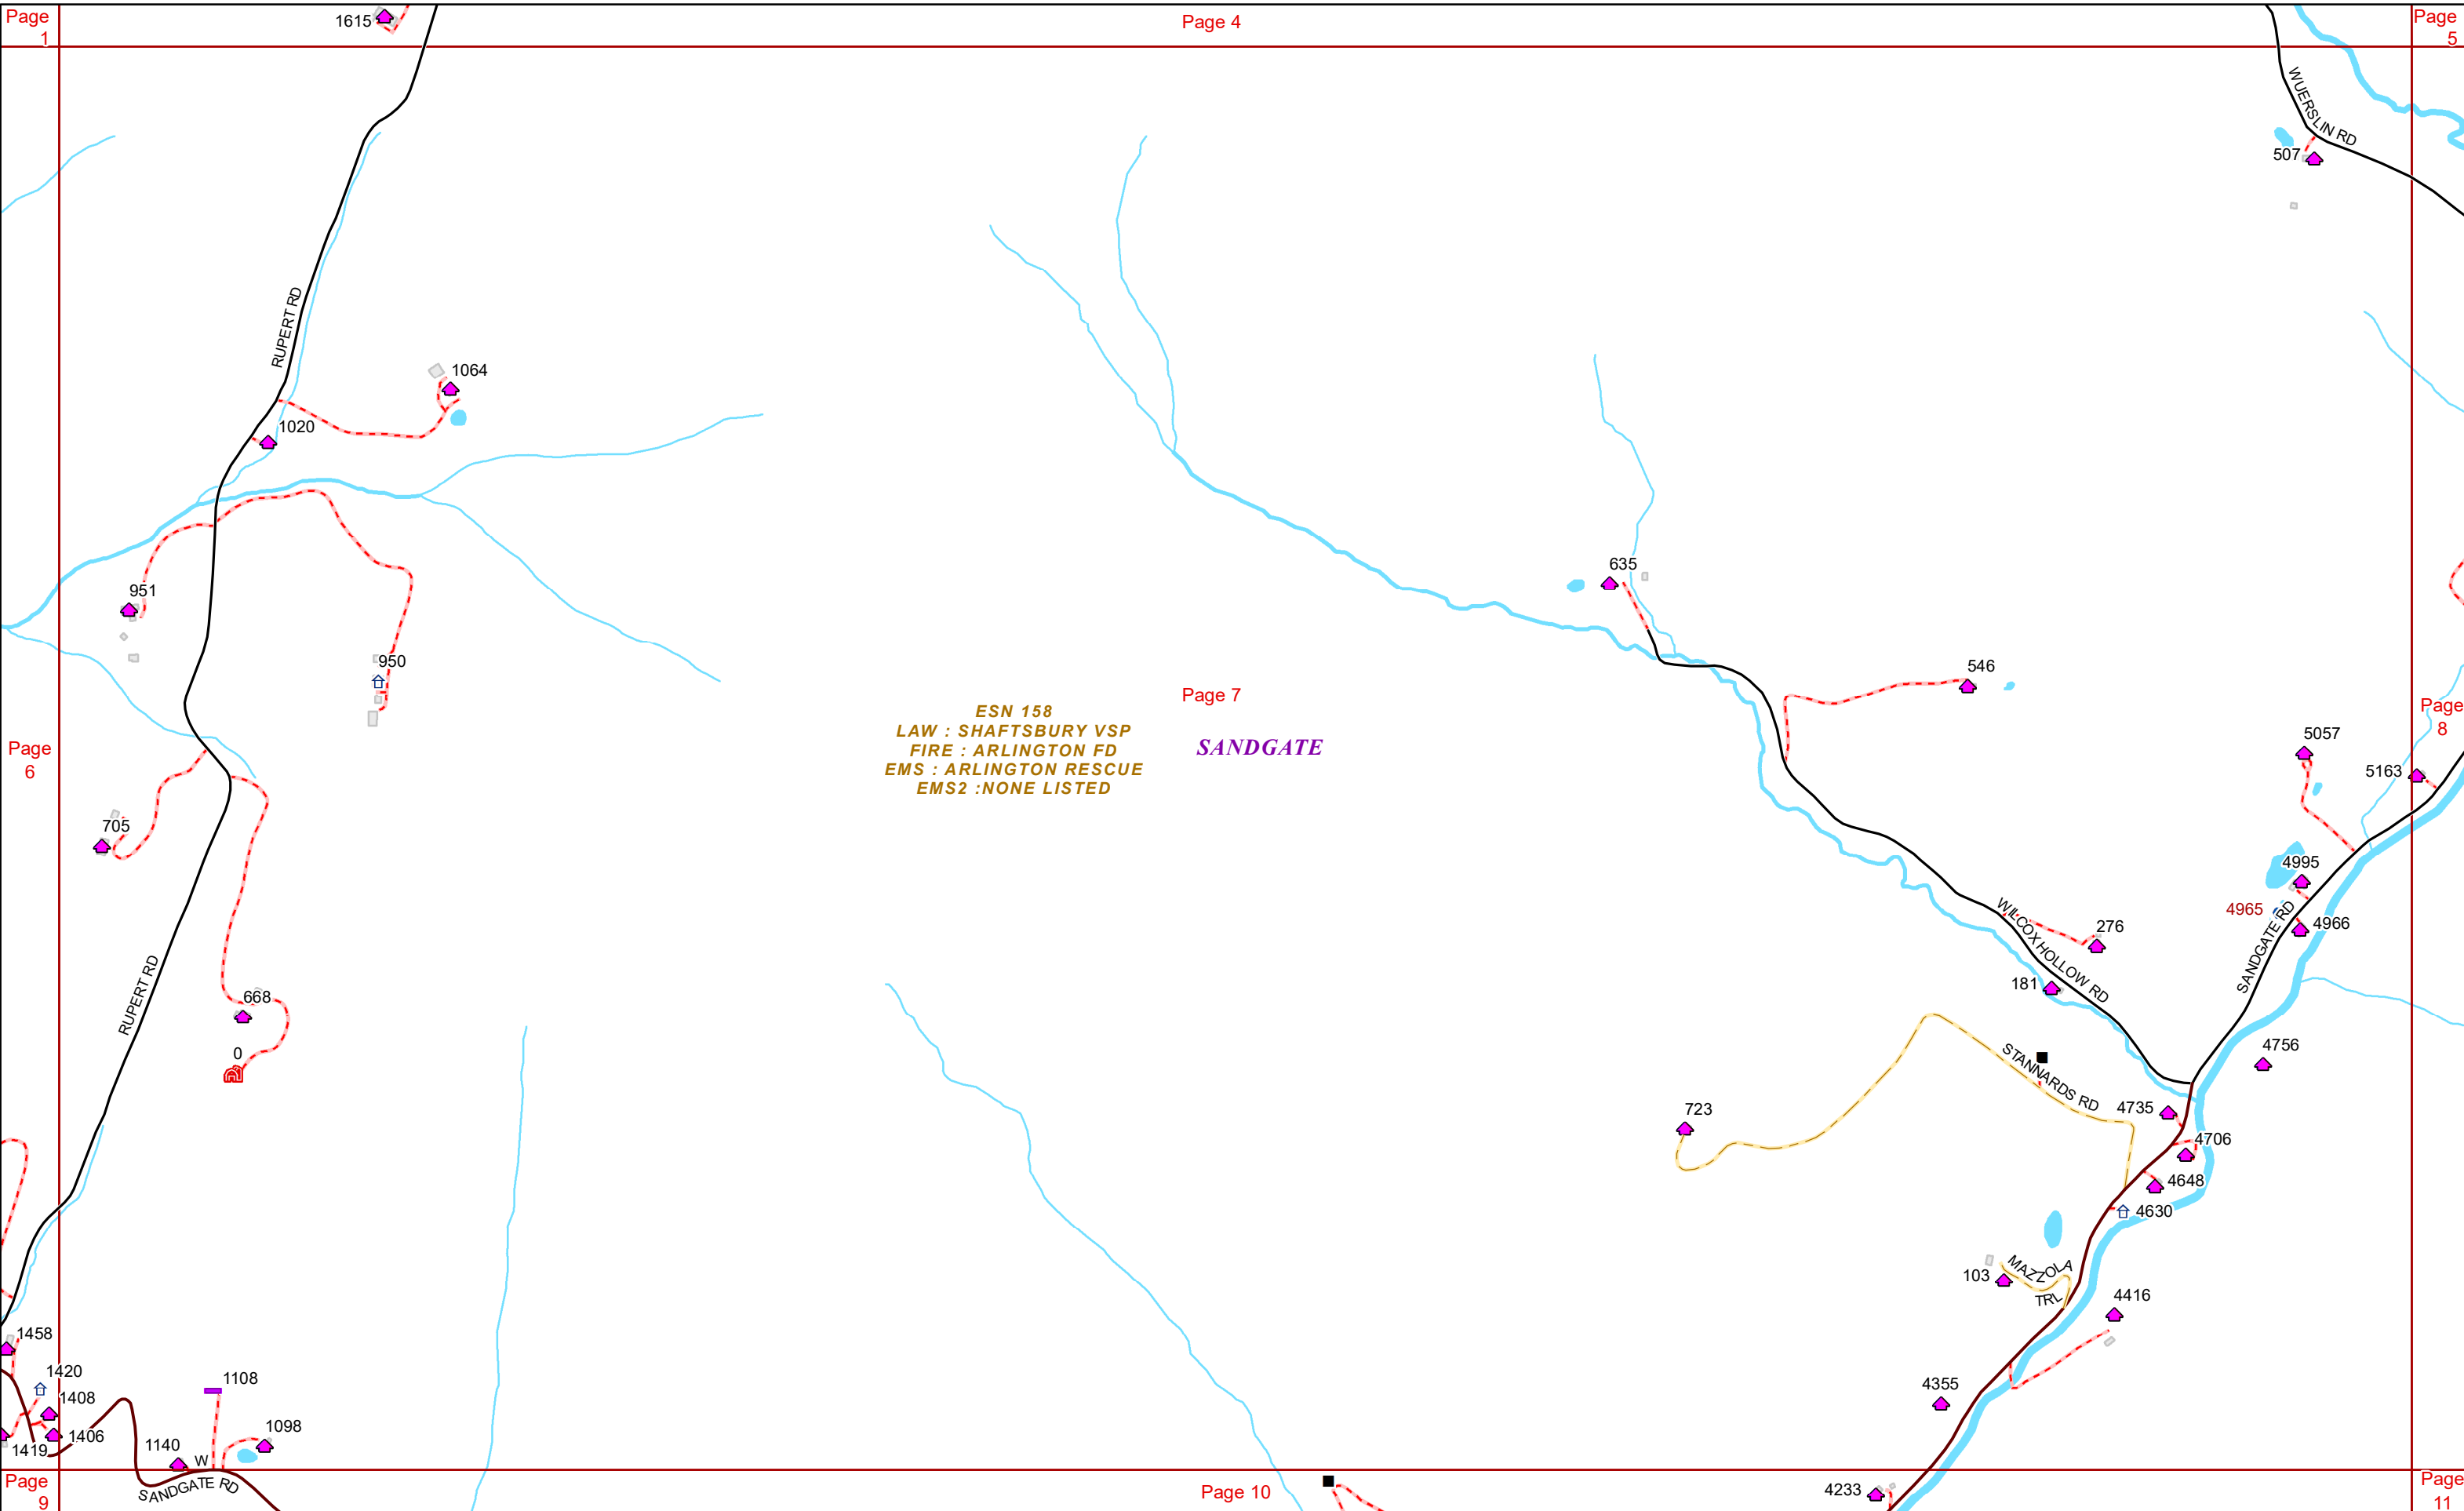 Page
1
1615
Page 4
Page
5
WUERSLIN RD
507
RUPERT RD
1064
1020
951
950
635
546
Page 7
ESN 158
LAW : SHAFTSBURY VSP
FIRE : ARLINGTON FD
EMS : ARLINGTON RESCUE
EMS2 :NONE LISTED
SANDGATE
Page
6
Page
8
5057
5163
705
4995
4965
4966
SANDGATE RD
276
WILCOX HOLLOW RD
181
RUPERT RD
668
0
4756
STANNARDS RD
723
4735
4706
4648
4630
MAZZOLA
TRL
103
4416
1458
1420
1408
1406
1419
1108
1098
1140
W
SANDGATE RD
4355
4233
Page
9
Page 10
Page
11